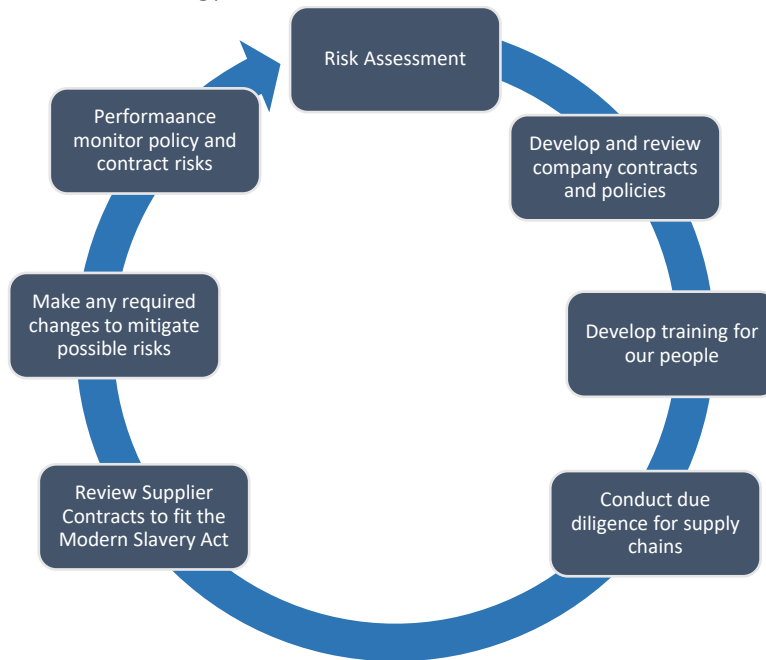 Risk Assessment
Develop and review
company contracts
and policies
Develop training for
our people
Conduct due
diligence for supply
chains
Review Supplier
Contracts to fit the
Modern Slavery Act
Make any required
changes to mitigate
possible risks
Performaance
monitor policy and
contract risks